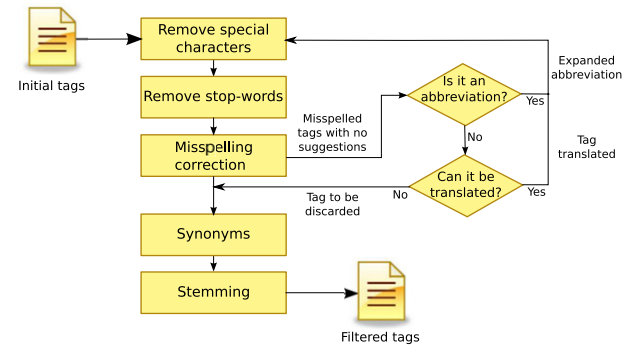 Initial tags
Remove special
characters
Remove stop-words
Misspelling
correction
Misspelled
tags with no
suggestions
Is it an
abbreviation?
Yes
Expanded
abbreviation
No
Can it be
translated?
Yes
Tag
translated
No
Tag to be
discarded
Synonyms
Stemming
Filtered tags